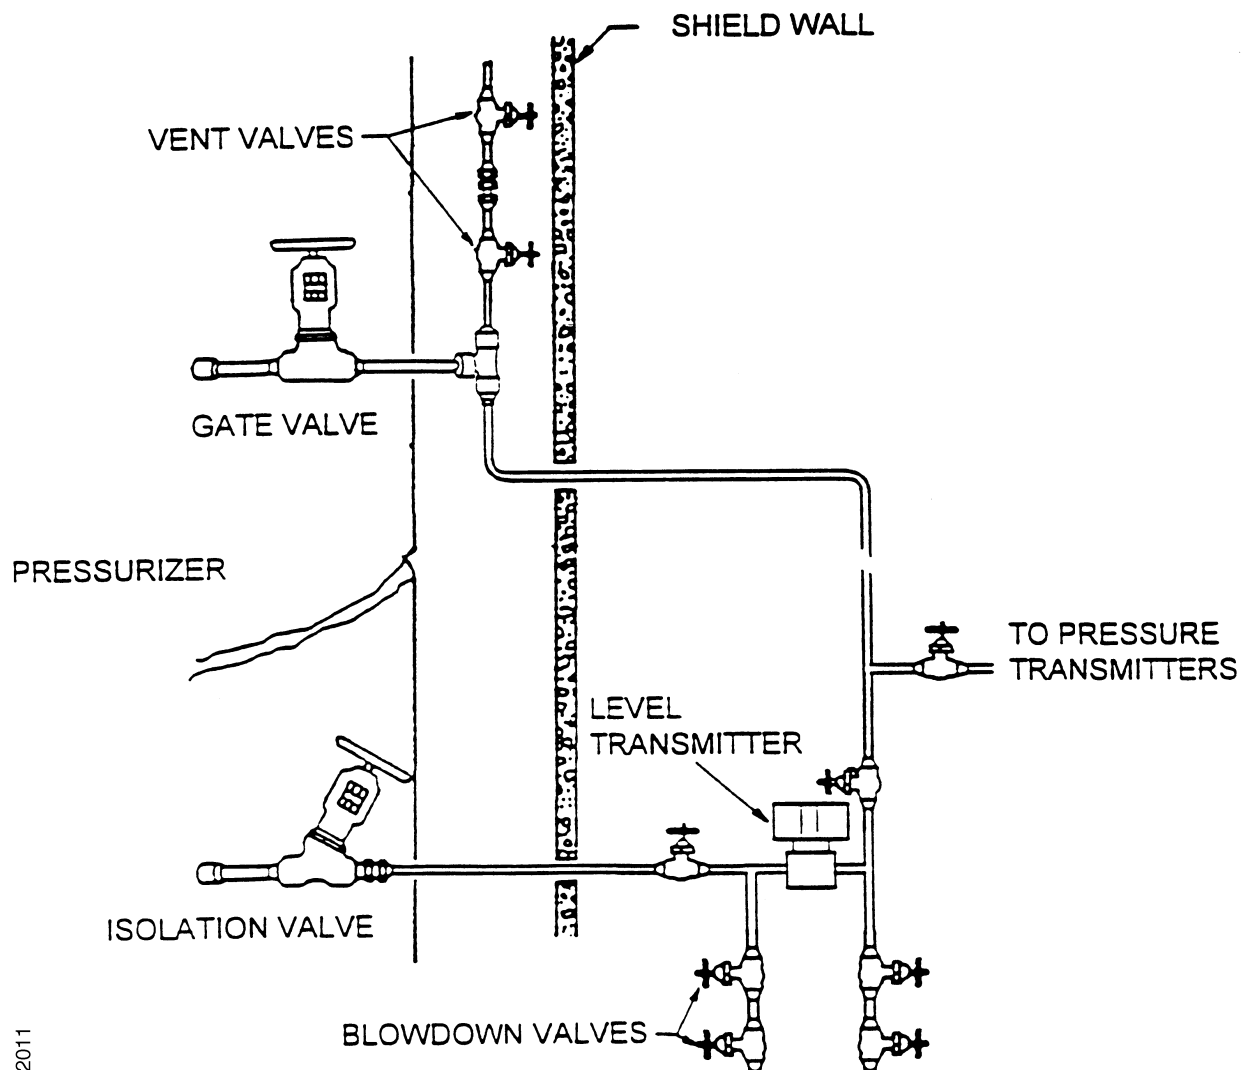 SHIELD WALL
VENT VALVES
GATE VALVE
PRESSURIZER
TO PRESSURE
TRANSMITTERS
LEVEL
TRANSMITTER
ISOLATION VALVE
BLOWDOWN VALVES
2011